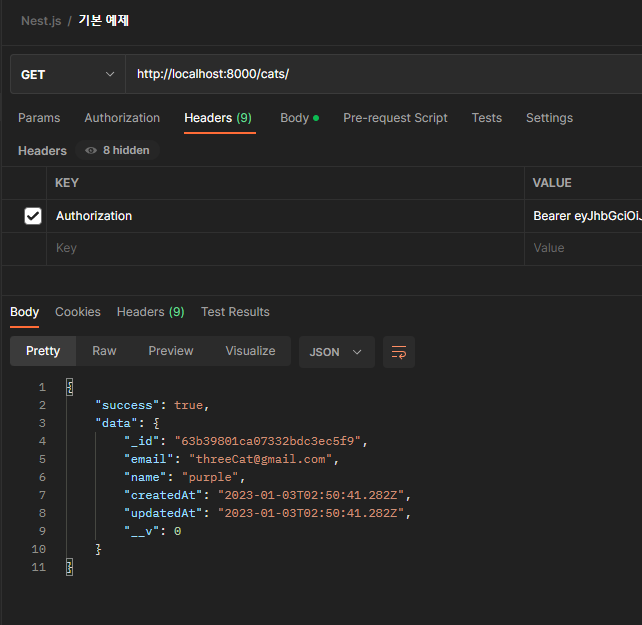 Nest.js / 기본 예제
GET http://localhost:8000/cats/
Params Authorization Headers (9) Body Pre-request Script Tests Settings
Headers 8 hidden
KEY VALUE
Authorization Bearer eyJhbGciOiJ
Key Value
Body Cookies Headers (9) Test Results
Pretty Raw Preview Visualize JSON
1 {
2 "success": true,
3 "data": {
4 "_id": "63b39801ca07332bdc3ec5f9",
5 "email": "threeCat@gmail.com",
6 "name": "purple",
7 "createdAt": "2023-01-03T02:50:41.282Z",
8 "updatedAt": "2023-01-03T02:50:41.282Z",
9 "__v": 0
10 }
11 }